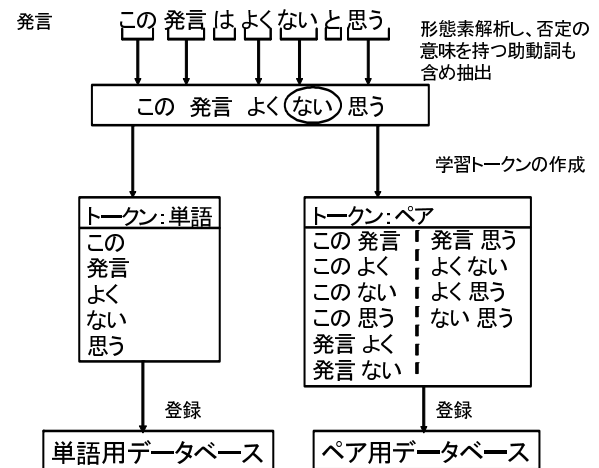 発言
この 発言 は よく ない と 思う
形態素解析し、否定の
意味を持つ助動詞も
含め抽出
この 発言 よく ない 思う
学習トークンの作成
トークン:単語
この
発言
よく
ない
思う
トークン:ペア
この 発言
この よく
この ない
この 思う
発言 よく
発言 ない
発言 思う
よく ない
よく 思う
ない 思う
登録
登録
単語用データベース
ペア用データベース